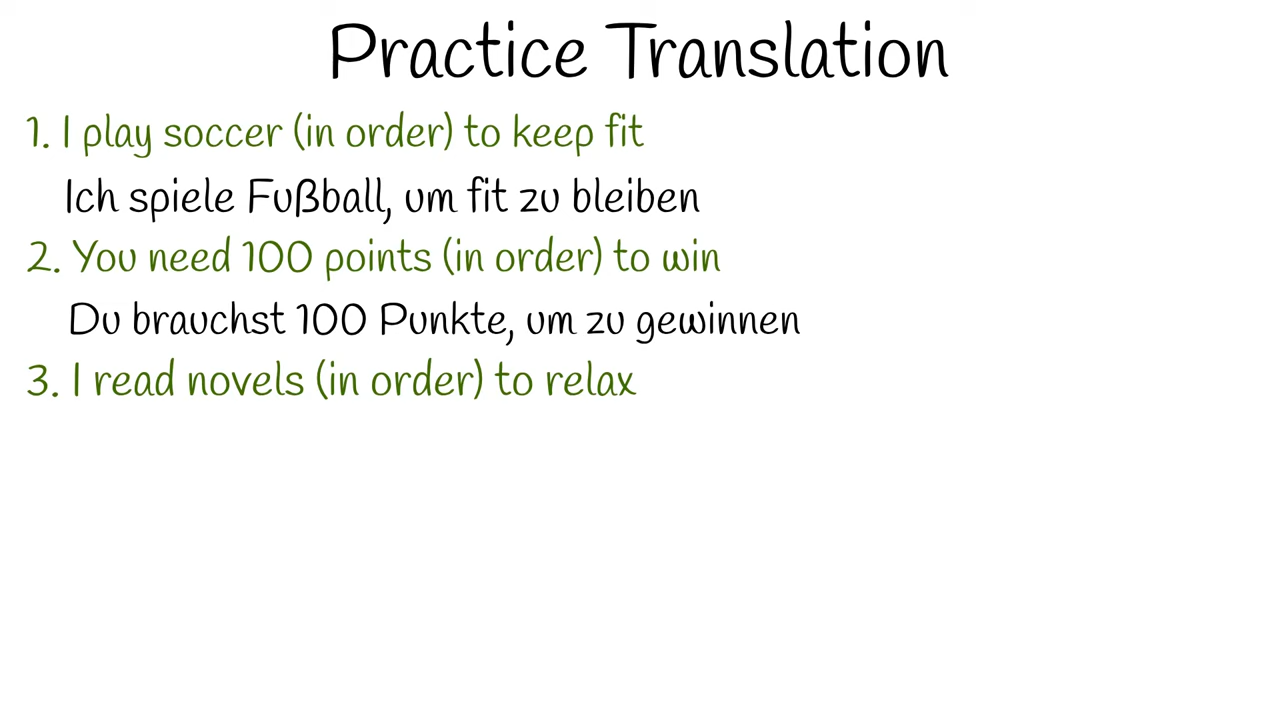 Practice Translation
1. I play soccer (in order) to keep fit
Ich spiele Fußball, um fit zu bleiben
2. You need 100 points (in order) to win
Du brauchst 100 Punkte, um zu gewinnen
3. I read novels (in order) to relax